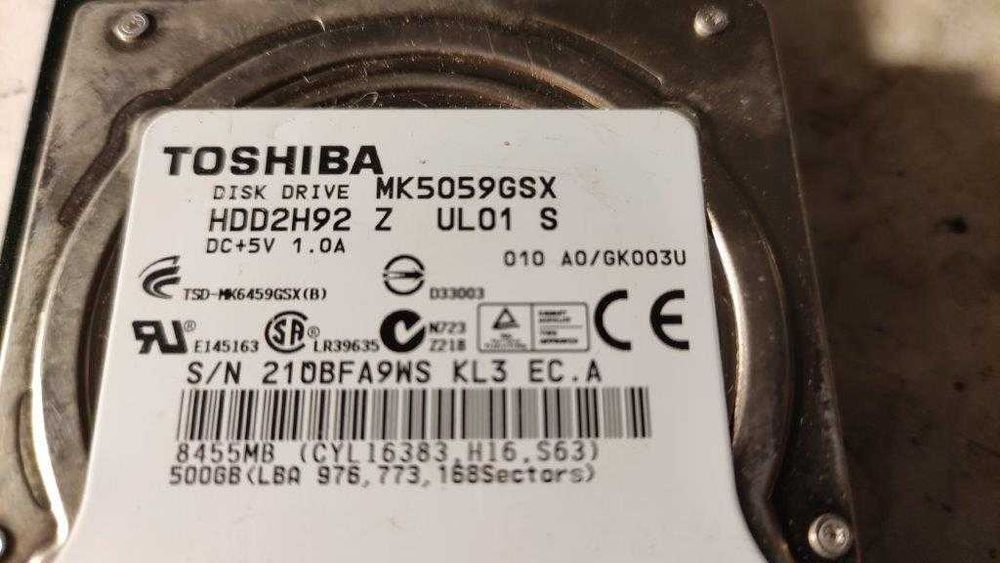 TOSHIBA
DISK DRIVE MK5059GSX
HDD2H92 Z UL01 S
DC+5V 1.0A
010 A0/GK003U
TSD-MK6459GSX(B)
D33003
E145163
LR39635
N723
Z218
CE
S/N 210BFA9WS KL3 EC.A
8455MB (CYL16383,H16,S63)
500GB(LBA 976,773,168Sectors)